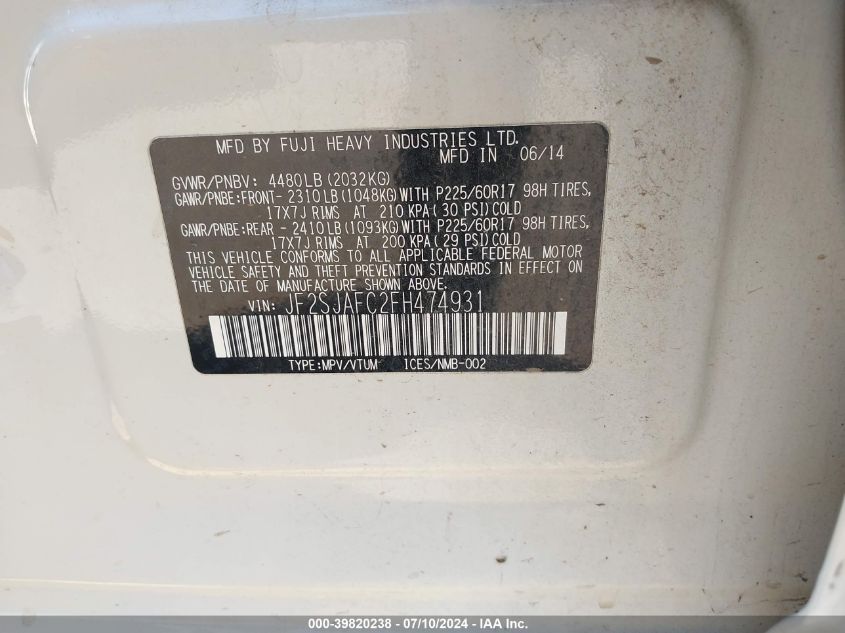 MFD BY FUJI HEAVY INDUSTRIES LTD.
MFD IN 06/14
GVWR/PNBV: 4480LB (2032KG)
GAWR/PNBE:FRONT- 2310LB (1048KG)WITH P225/60R17 98H TIRES,
17X7J RIMS AT 210 KPA( 30 PSI)COLD
GAWR/PNBE:REAR - 2410LB (1093KG)WITH P225/60R17 98H TIRES,
17X7J RIMS AT 200 KPA( 29 PSI)COLD
THIS VEHICLE CONFORMS TO ALL APPLICABLE FEDERAL MOTOR
VEHICLE SAFETY AND THEFT PREVENTION STANDARDS IN EFFECT ON
THE DATE OF MANUFACTURE SHOWN ABOVE.
VIN: JF2SJAFC2FH474931
TYPE:MPV/VTUM ICES/NMB-002
000-39820238 - 07/10/2024 - IAA Inc.